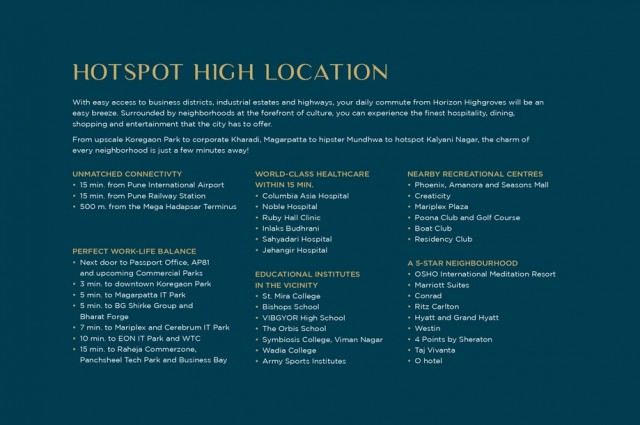 HOTSPOT HIGH LOCATION
With easy access to business districts, industrial estates and highways, your daily commute from Horizon Highgroves will be an
easy breeze. Surrounded by neighborhoods at the forefront of culture, you can experience the finest hospitality, dining,
shopping and entertainment that the city has to offer.
From upscale Koregaon Park to corporate Kharadi, Magarpatta to hipster Mundhwa to hotspot Kalyani Nagar, the charm of
every neighborhood is just a few minutes away!
UNMATCHED CONNECTIVTY
• 15 min. from Pune International Airport
• 15 min. from Pune Railway Station
• 500 m. from the Mega Hadapsar Terminus
PERFECT WORK-LIFE BALANCE
• Next door to Passport Office, AP81
and upcoming Commercial Parks
• 3 min. to downtown Koregaon Park
• 5 min. to Magarpatta IT Park
• 5 min. to BG Shirke Group and
Bharat Forge
• 7 min. to Mariplex and Cerebrum IT Park
• 10 min. to EON IT Park and WTC
• 15 min. to Raheja Commerzone,
Panchsheel Tech Park and Business Bay
WORLD-CLASS HEALTHCARE
WITHIN 15 MIN.
• Columbia Asia Hospital
• Noble Hospital
• Ruby Hall Clinic
• Inlaks Budhrani
• Sahyadari Hospital
• Jehangir Hospital
EDUCATIONAL INSTITUTES
IN THE VICINITY
• St. Mira College
• Bishops School
• VIBGYOR High School
• The Orbis School
• Symbiosis College, Viman Nagar
• Wadia College
• Army Sports Institutes
NEARBY RECREATIONAL CENTRES
• Phoenix, Amanora and Seasons Mall
• Creaticity
• Mariplex Plaza
• Poona Club and Golf Course
• Boat Club
• Residency Club
A 5-STAR NEIGHBOURHOOD
• OSHO International Meditation Resort
• Marriott Suites
• Conrad
• Ritz Carlton
• Hyatt and Grand Hyatt
• Westin
• 4 Points by Sheraton
• Taj Vivanta
• O hotel